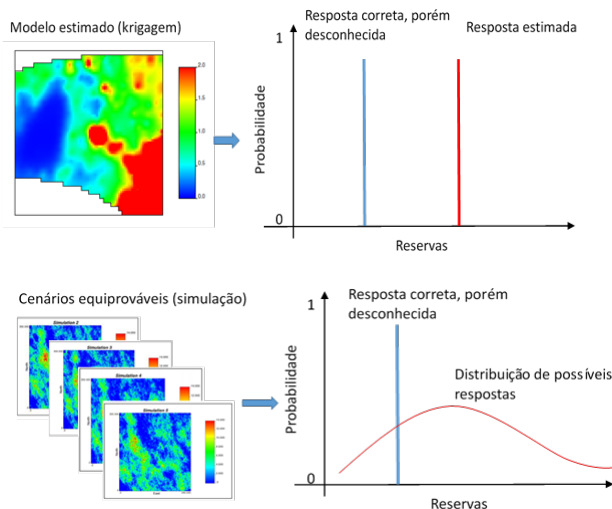 Modelo estimado (krigagem)
2.0
1.5
1.0
0.5
0.0
Resposta correta, porém
desconhecida
Resposta estimada
1
Probabilidade
0
Reservas
Cenários equiprováveis (simulação)
Simulation 2
Simulation 3
Simulation 4
Simulation 5
Resposta correta, porém
desconhecida
1
Distribuição de possíveis
respostas
Probabilidade
0
Reservas